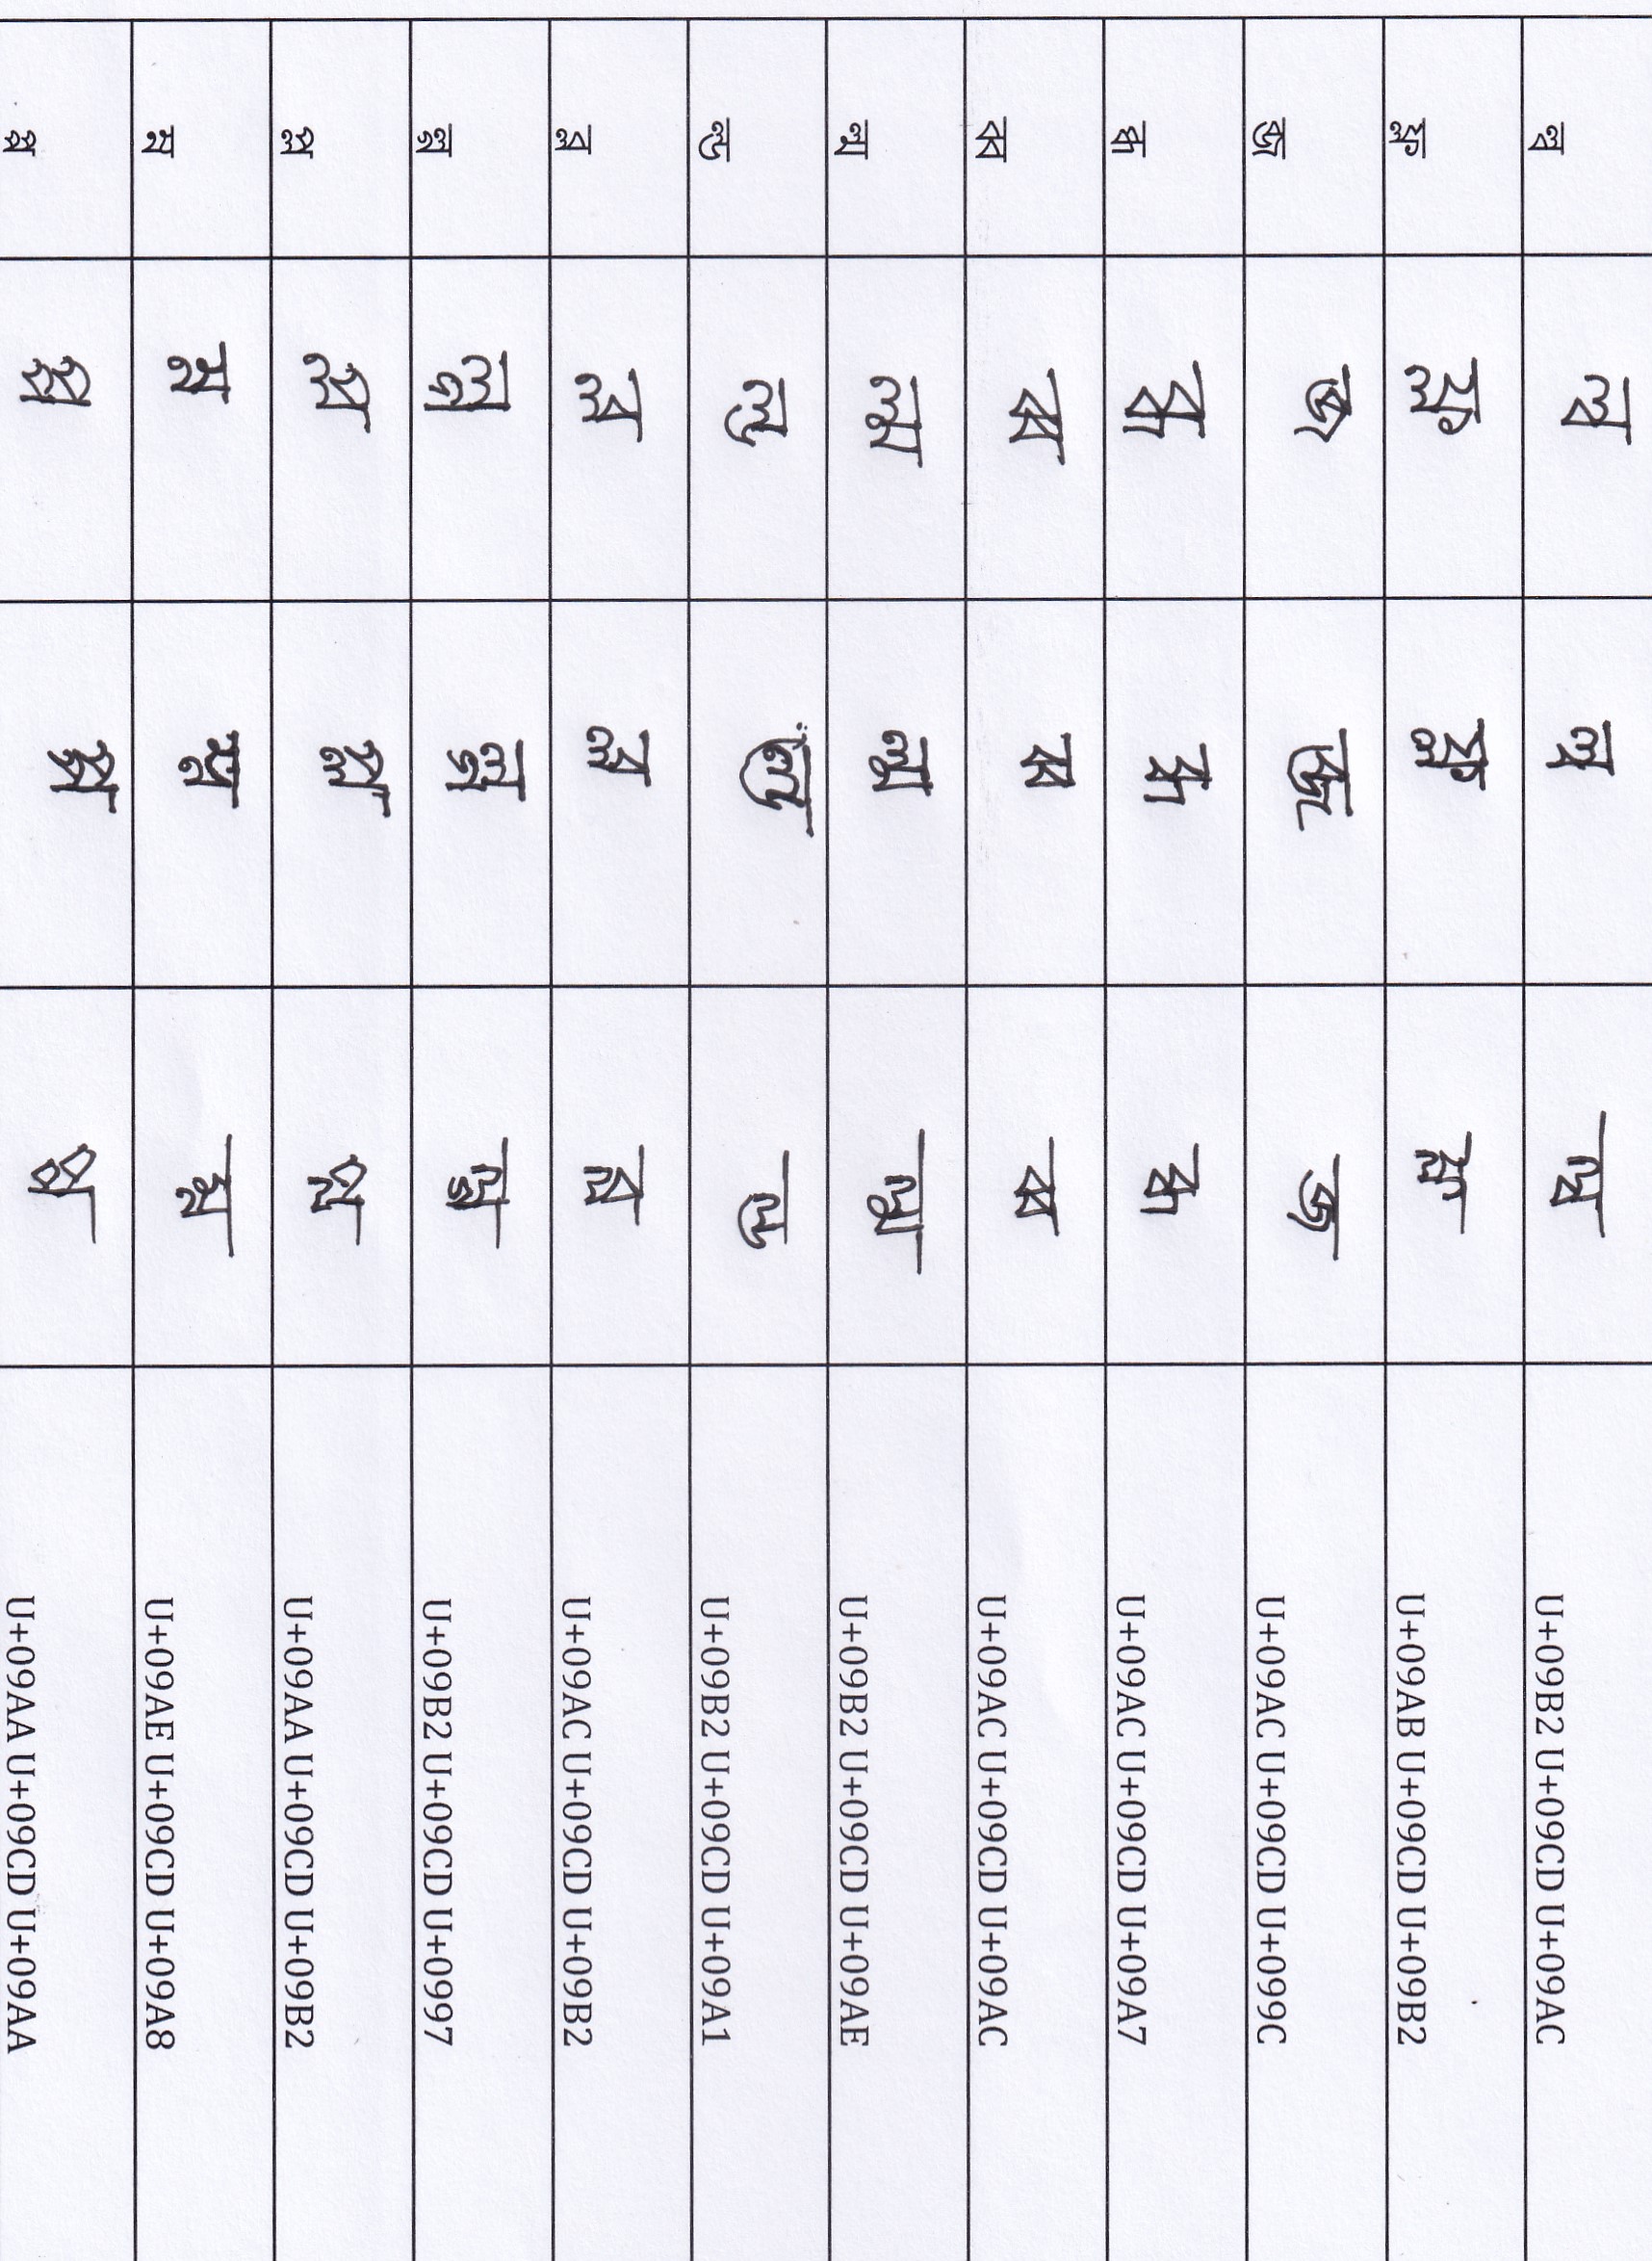 ল্ব ল্ব ল্ব ল্ব U+09B2 U+09CD U+09AC
ফ্ল ফ্ল ফ্ল ফ্ল U+09AB U+09CD U+09B2
ব্জ ব্জ ব্জ ব্জ U+09AC U+09CD U+099C
ব্ধ ব্ধ ব্ধ ব্ধ U+09AC U+09CD U+09A7
ব্ব ব্ব ব্ব ব্ব U+09AC U+09CD U+09AC
ল্ম ল্ম ল্ম ল্ম U+09B2 U+09CD U+09AE
ল্ড ল্ড ল্ড ল্ড U+09B2 U+09CD U+09A1
ব্ল ব্ল ব্ল ব্ল U+09AC U+09CD U+09B2
ল্গ ল্গ ল্গ ল্গ U+09B2 U+09CD U+0997
প্ল প্ল প্ল প্ল U+09AA U+09CD U+09B2
ম্ন ম্ন ম্ন ম্ন U+09AE U+09CD U+09A8
প্প প্প প্প প্প U+09AA U+09CD U+09AA